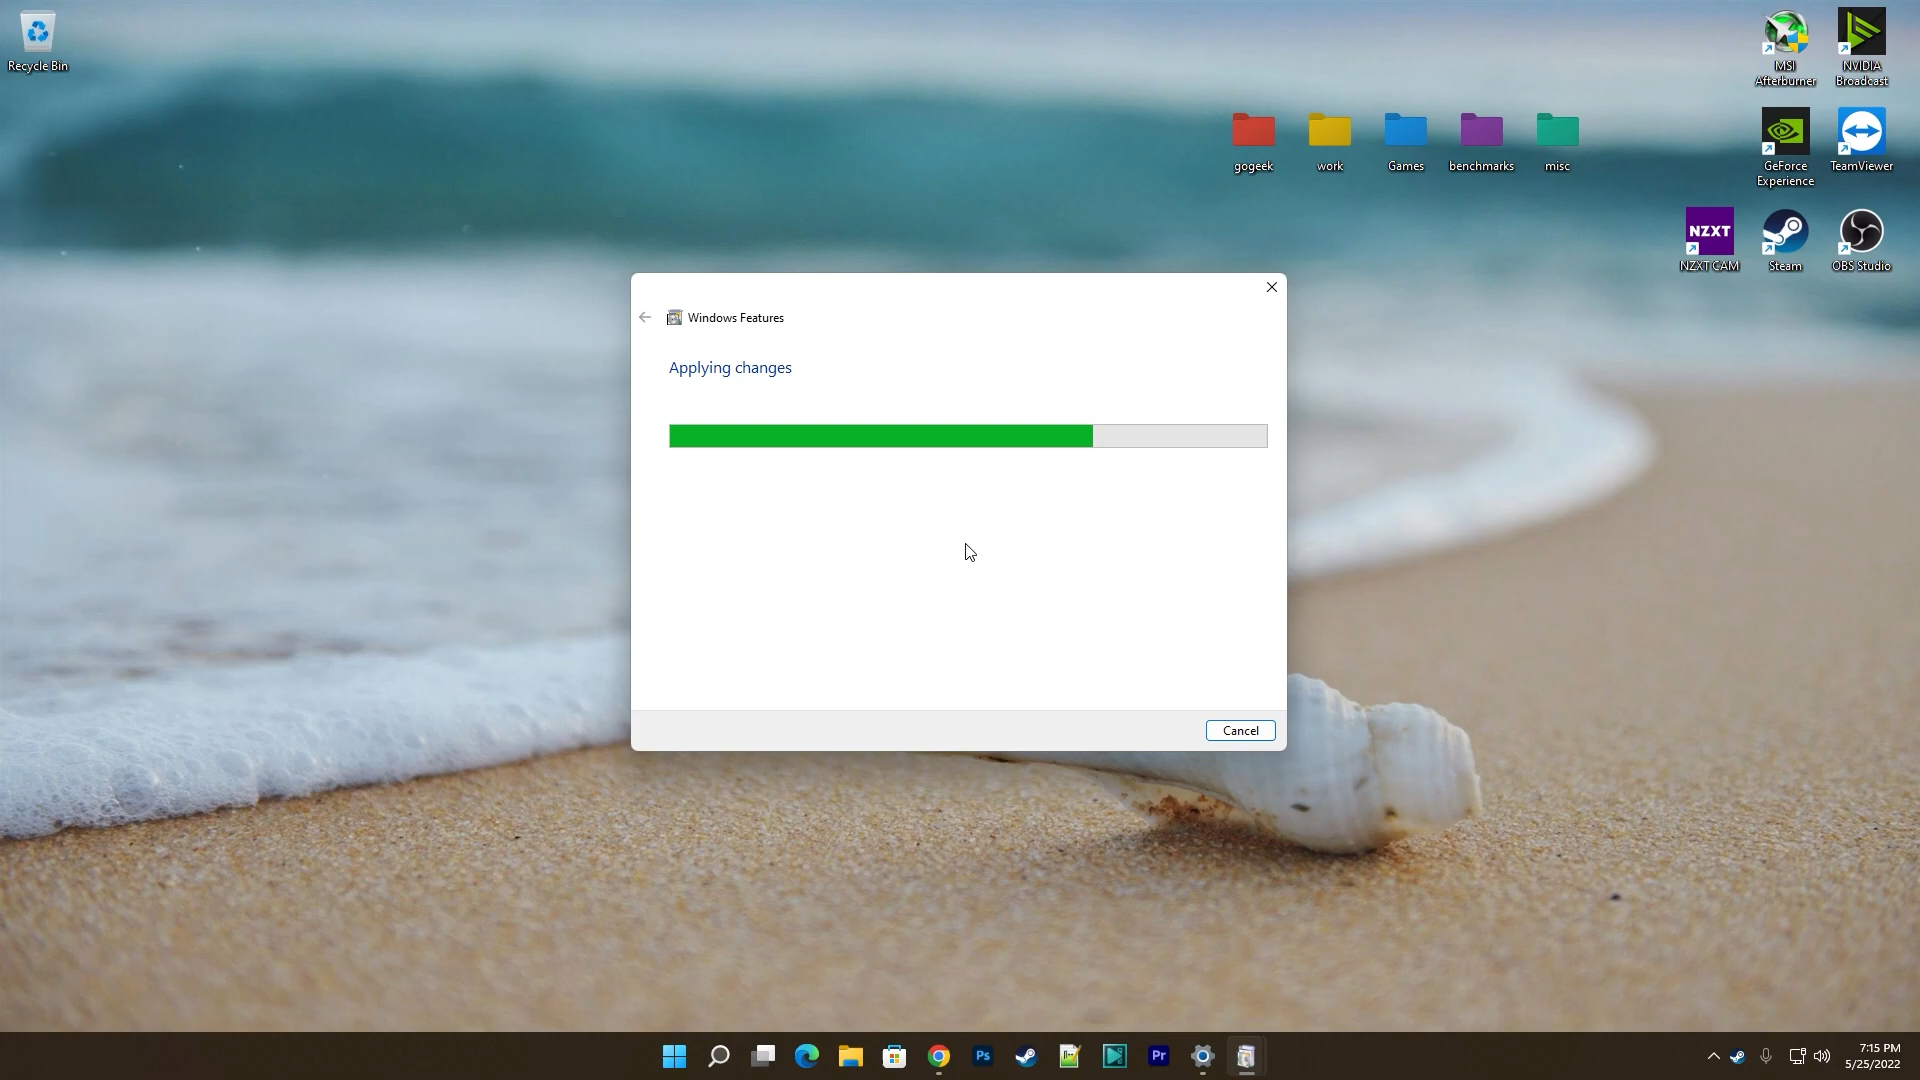 Recycle Bin
MSI
Afterburner
NVIDIA
Broadcast
gogeek
work
Games
benchmarks
misc
GeForce
Experience
TeamViewer
NZXT
NZXT CAM
Steam
OBS Studio
Windows Features
Applying changes
Cancel
Ps
Pr
7:15 PM
5/25/2022